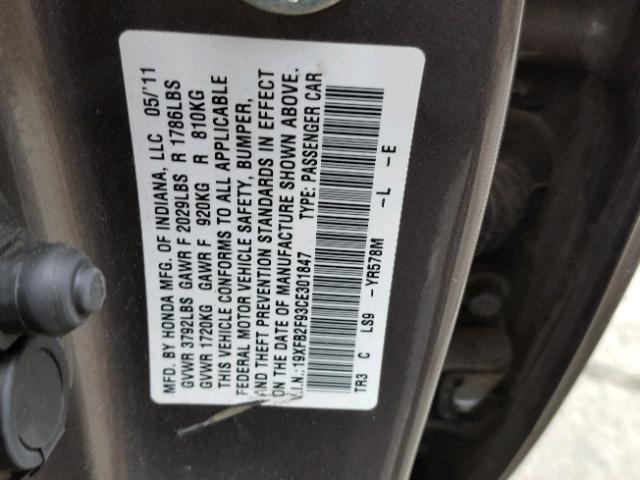 MFD. BY HONDA MFG. OF INDIANA, LLC 05/'11
GVWR 3792LBS GAWR F 2029LBS R 1786LBS
GVWR 1720KG GAWR F 920KG R 810KG
THIS VEHICLE CONFORMS TO ALL APPLICABLE
FEDERAL MOTOR VEHICLE SAFETY, BUMPER,
AND THEFT PREVENTION STANDARDS IN EFFECT
ON THE DATE OF MANUFACTURE SHOWN ABOVE.
V.I.N.:19XFB2F93CE301847 TYPE: PASSENGER CAR
TR3 C LS9 -YR578M -L -E